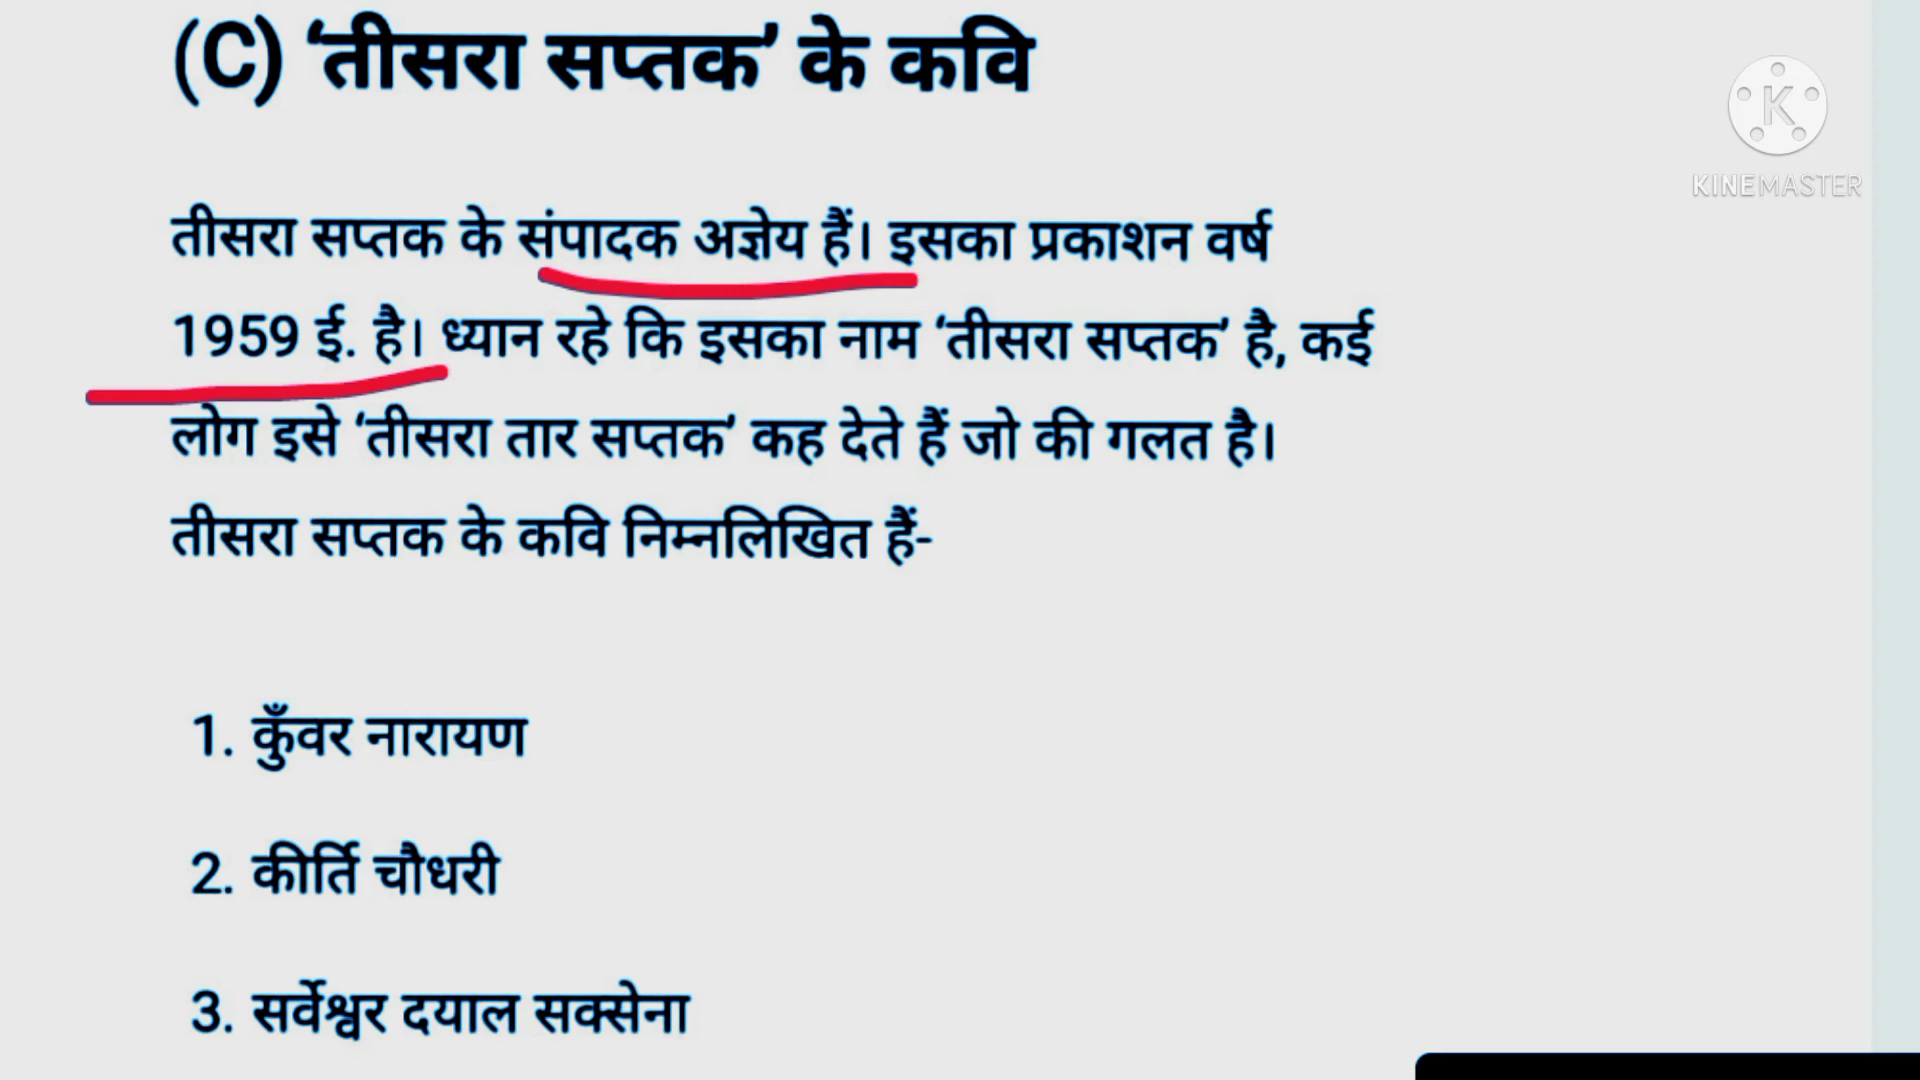 (C) ‘तीसरा सप्तक’ के कवि
तीसरा सप्तक के संपादक अज्ञेय हैं। इसका प्रकाशन वर्ष
1959 ई. है। ध्यान रहे कि इसका नाम ‘तीसरा सप्तक’ है, कई
लोग इसे ‘तीसरा तार सप्तक’ कह देते हैं जो की गलत है।
तीसरा सप्तक के कवि निम्नलिखित हैं-
1. कुँवर नारायण
2. कीर्ति चौधरी
3. सर्वेश्वर दयाल सक्सेना
K
KINEMASTER